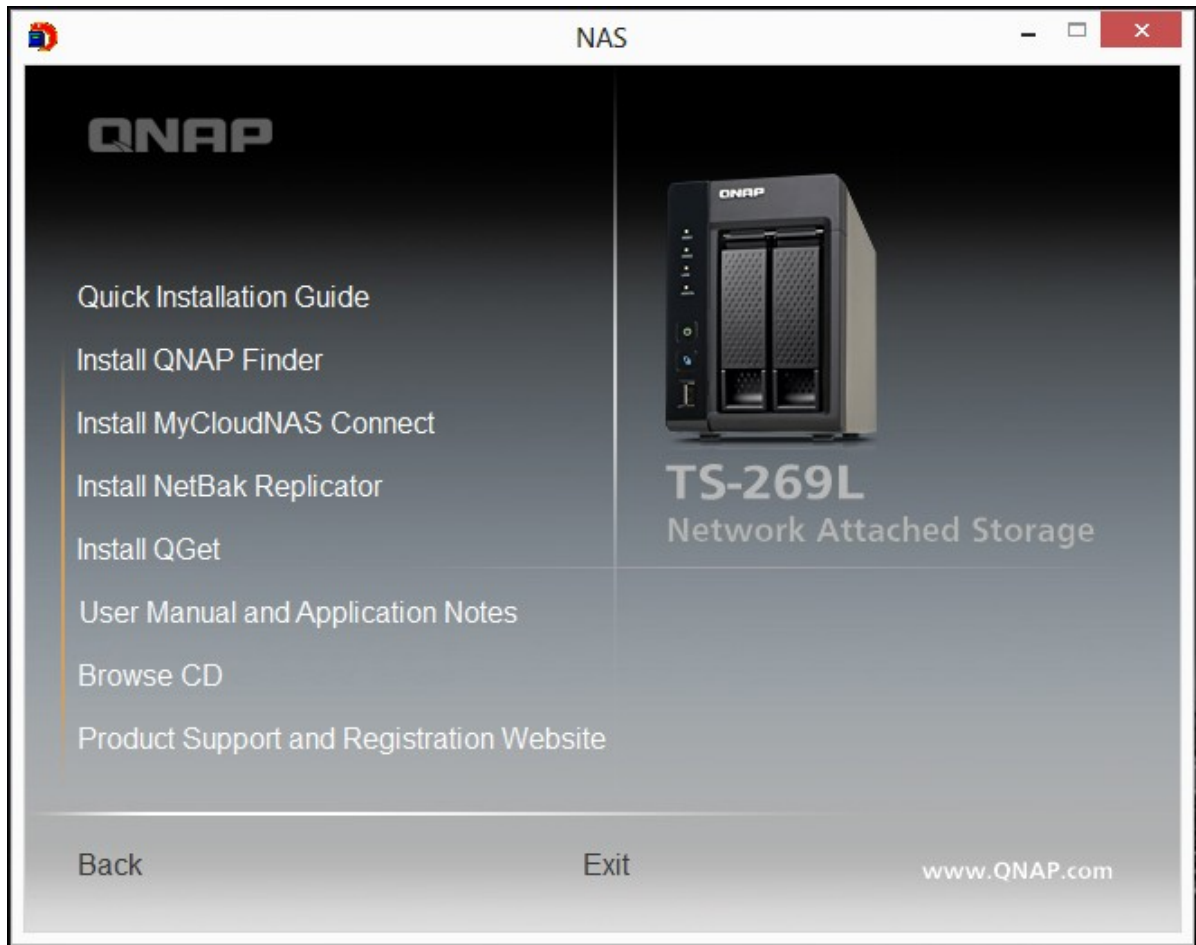 NAS
QNAP
QNAP
Quick Installation Guide
Install QNAP Finder
Install MyCloudNAS Connect
Install NetBak Replicator
Install QGet
User Manual and Application Notes
Browse CD
Product Support and Registration Website
TS-269L
Network Attached Storage
Back
Exit
www.QNAP.com